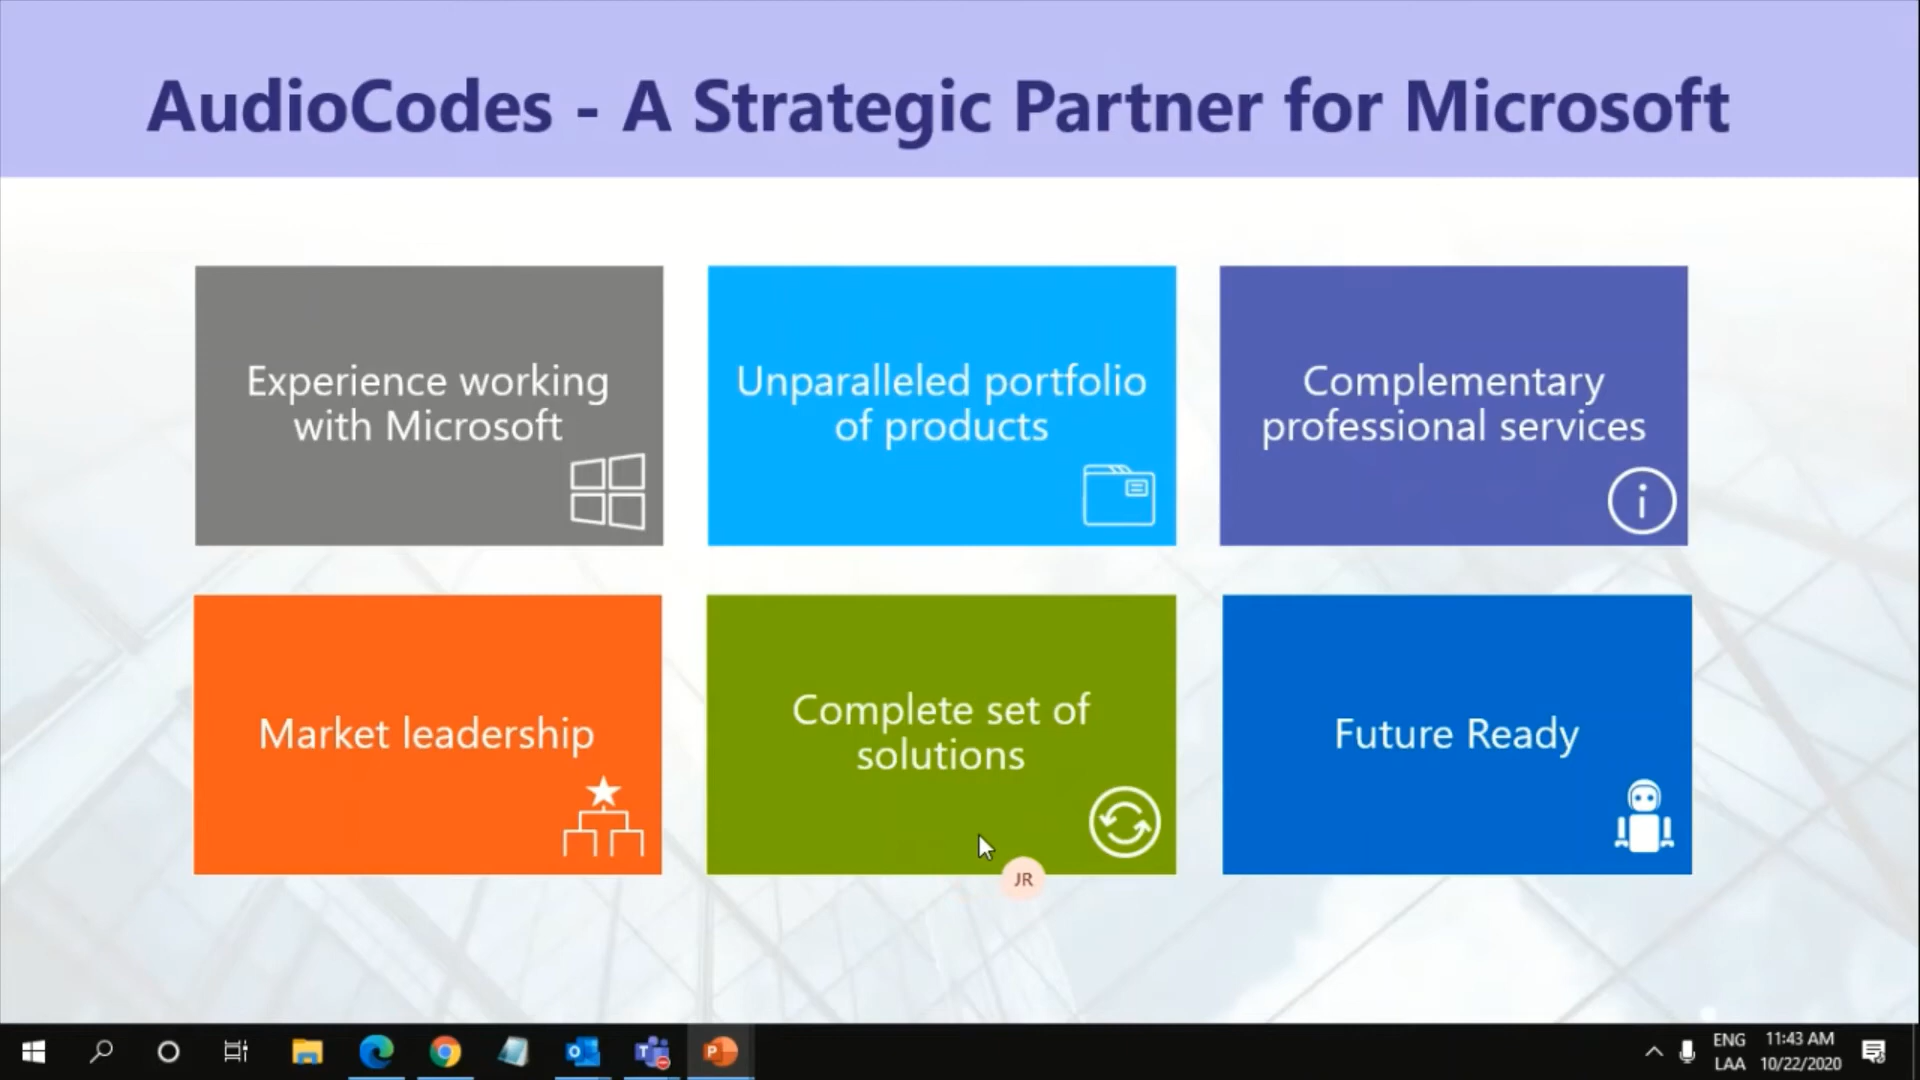 AudioCodes - A Strategic Partner for Microsoft
Experience working
with Microsoft
Unparalleled portfolio
of products
Complementary
professional services
i
Market leadership
Complete set of
solutions
Future Ready
JR
ENG
LAA
11:43 AM
10/22/2020